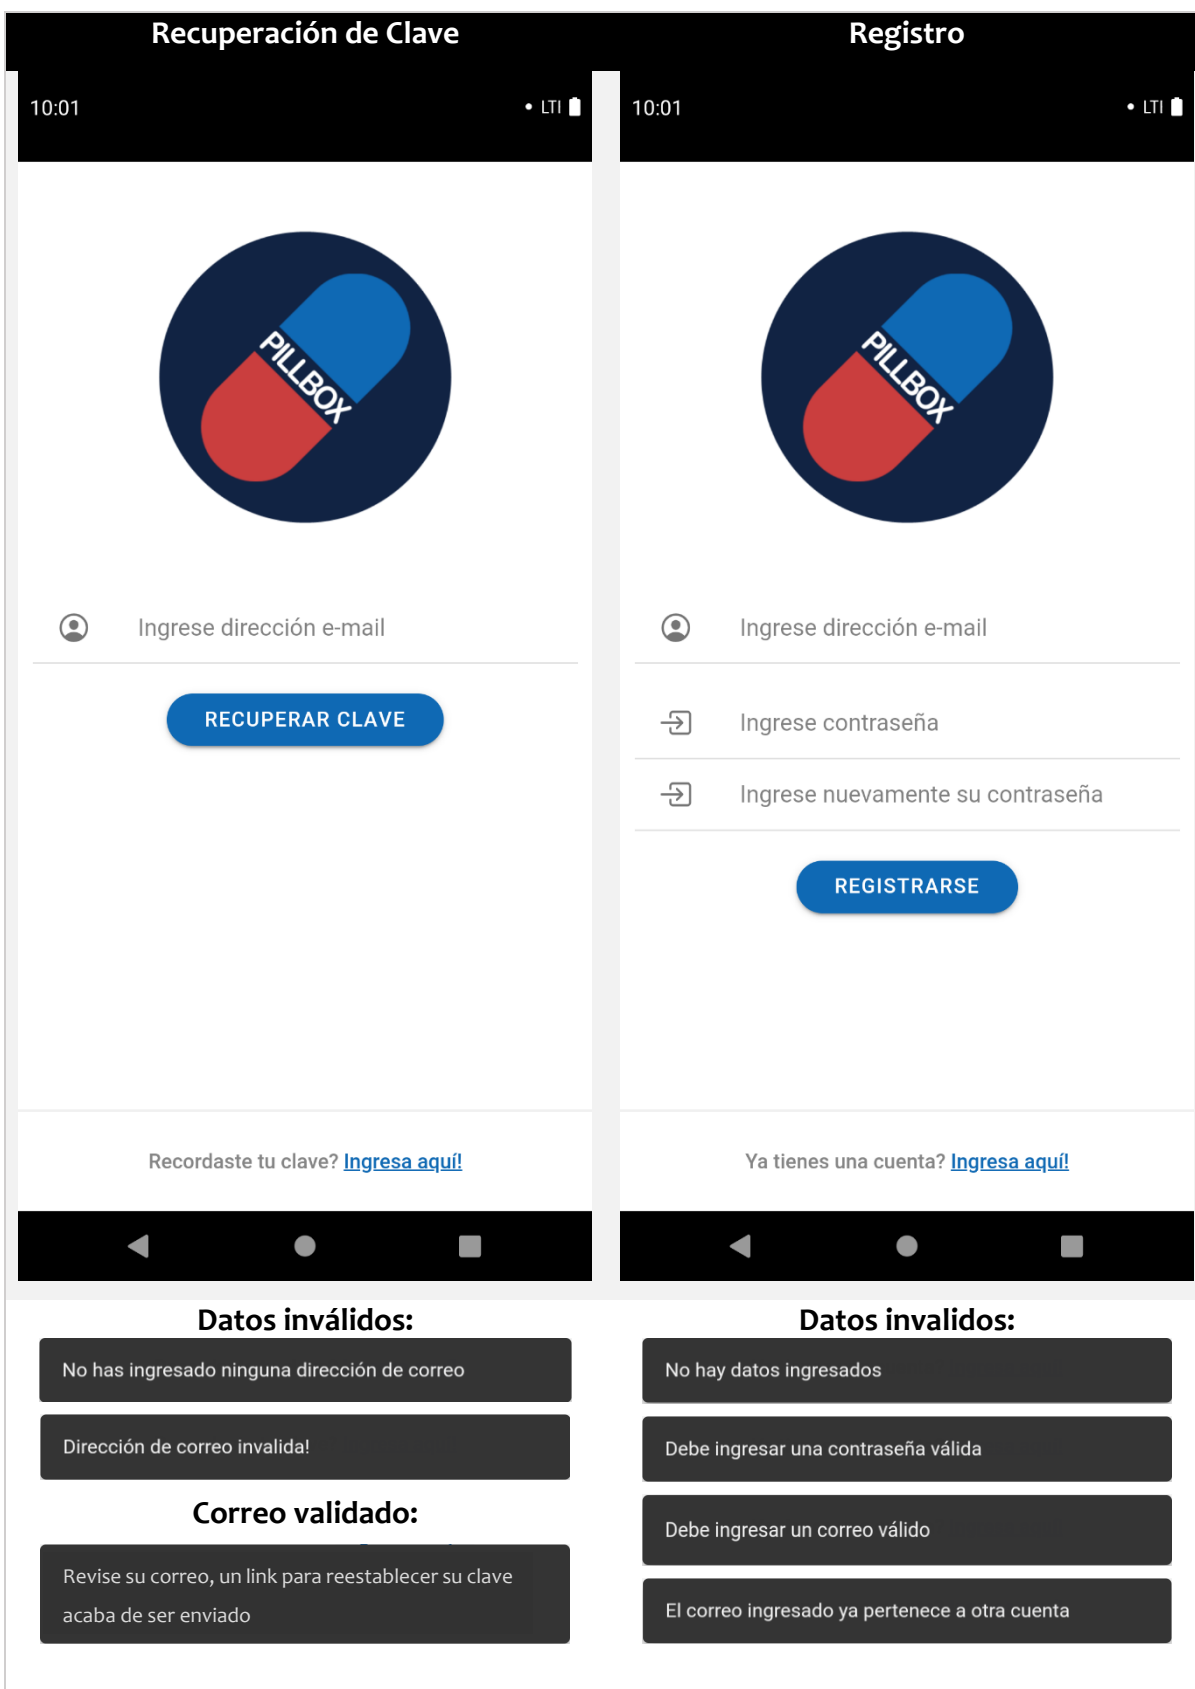 Recuperación de Clave
10:01
LTI
PILLBOX
Ingrese dirección e-mail
RECUPERAR CLAVE
Recordaste tu clave? Ingresa aquí!
Datos inválidos:
No has ingresado ninguna dirección de correo
Dirección de correo invalida!
Correo validado:
Revise su correo, un link para reestablecer su clave
acaba de ser enviado
Registro
10:01
LTI
PILLBOX
Ingrese dirección e-mail
Ingrese contraseña
Ingrese nuevamente su contraseña
REGISTRARSE
Ya tienes una cuenta? Ingresa aquí!
Datos invalidos:
No hay datos ingresados
Debe ingresar una contraseña válida
Debe ingresar un correo válido
El correo ingresado ya pertenece a otra cuenta